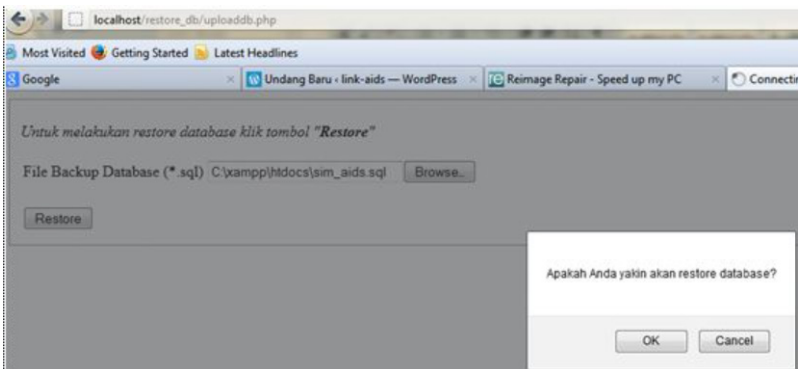 localhost/restore_db/uploaddb.php
Most Visited Getting Started Latest Headlines
Google Undang Baru ‹ link-aids — WordPress Reimage Repair - Speed up my PC Connectin
Untuk melakukan restore database klik tombol "Restore"
File Backup Database (*.sql) C:\xampp\htdocs\sim_aids.sql Browse..
Restore
Apakah Anda yakin akan restore database?
OK Cancel